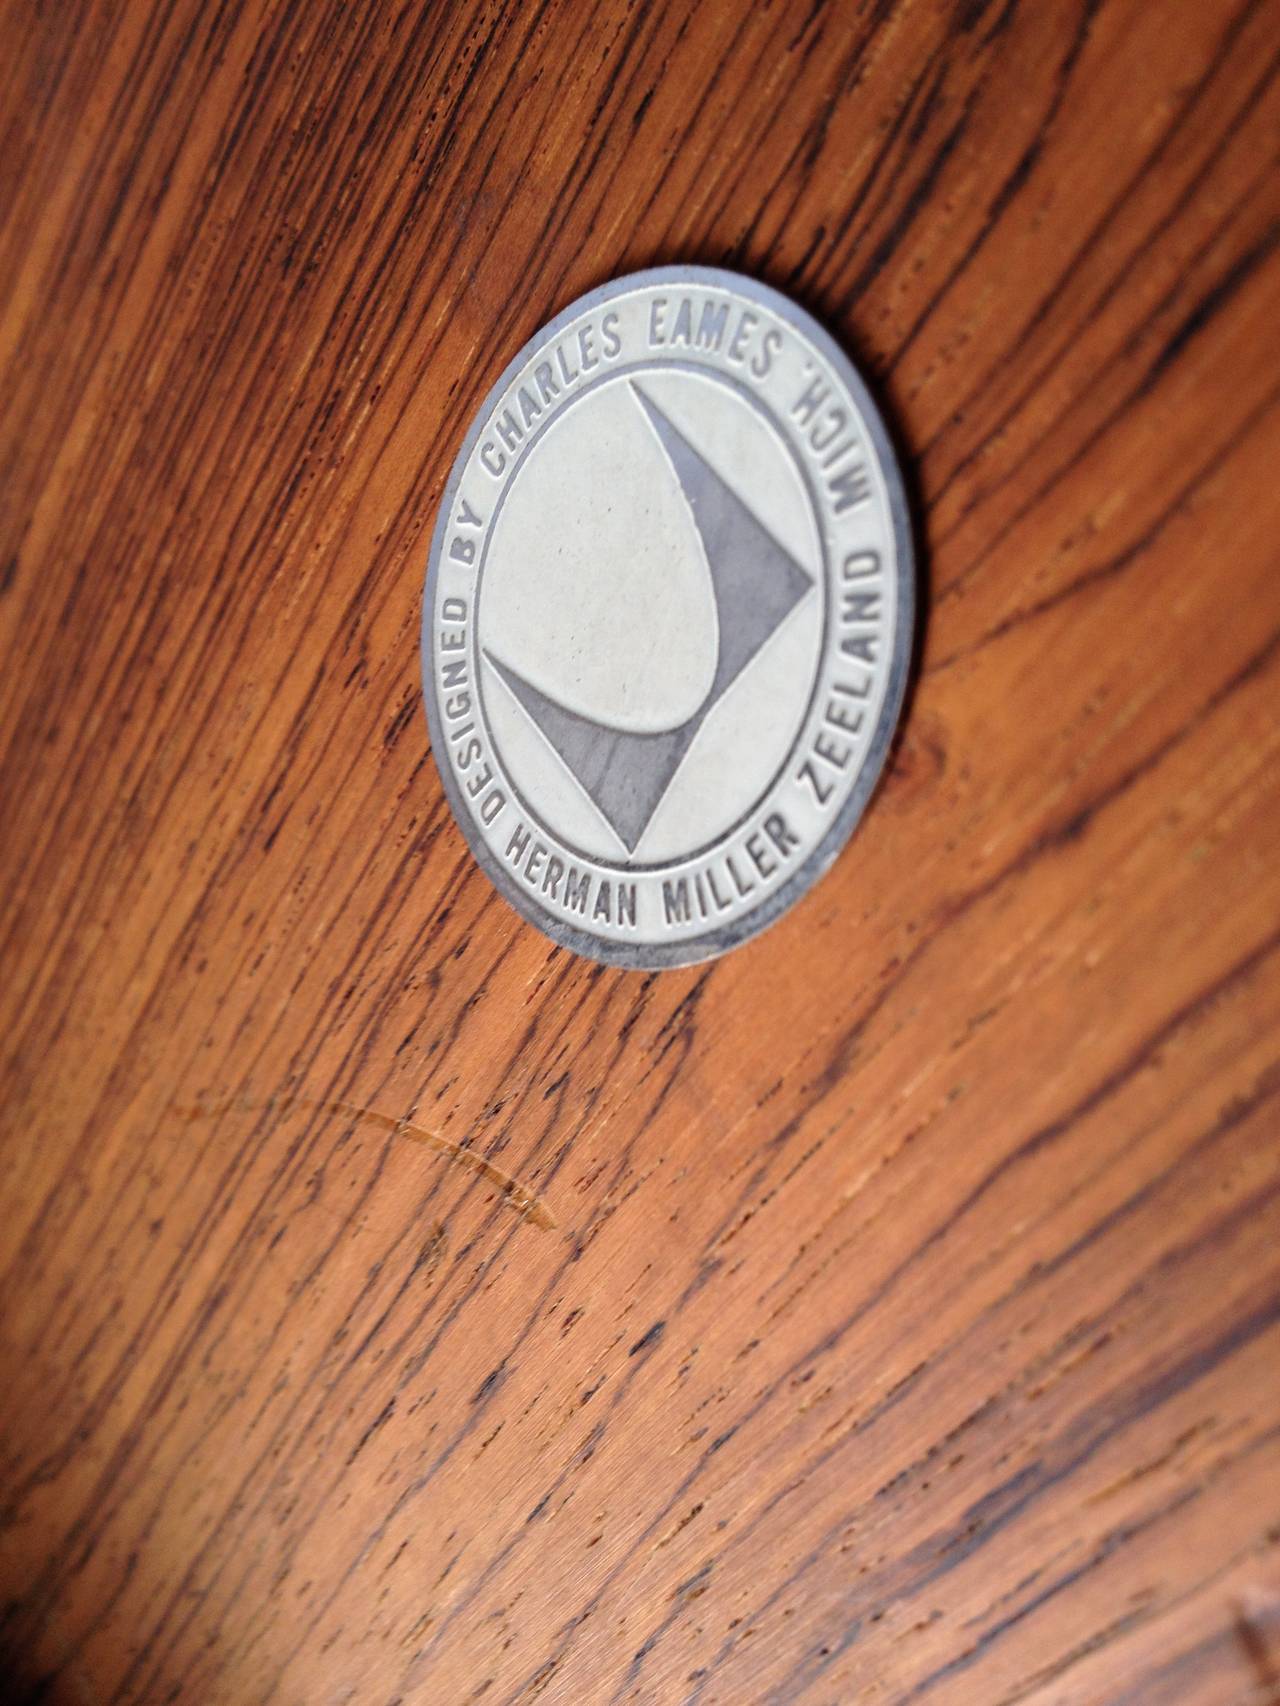 DESIGNED BY CHARLES EAMES
HERMAN MILLER ZEELAND MICH.